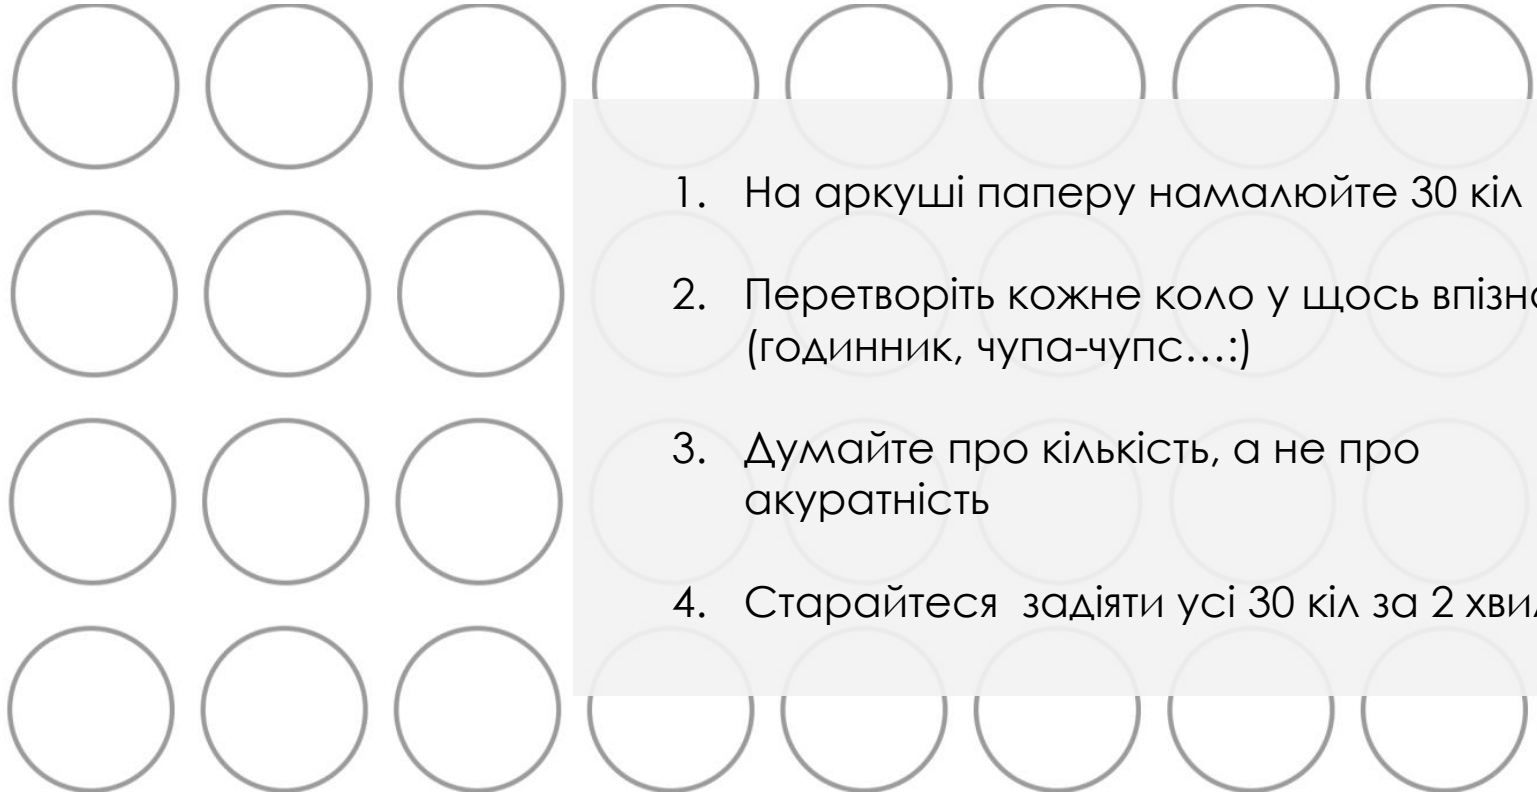 1. На аркуші паперу намалюйте 30 кіл
2. Перетворіть кожне коло у щось
(годинник, чупа-чупс...:)
3. Думайте про кількість, а не про
акуратність
4. Старайтеся задіяти усі 30 кіл за 2